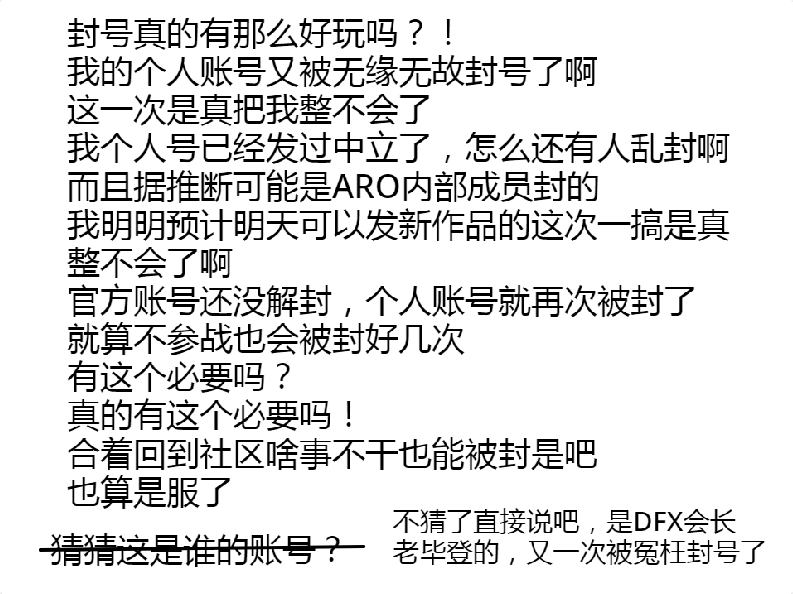 封号真的有那么好玩吗？！
我的个人账号又被无缘无故封号了啊
这一次是真把我整不会了
我个人号已经发过中立了，怎么还有人乱封啊
而且据推断可能是ARO内部成员封的
我明明预计明天可以发新作品的这次一搞是真
整不会了啊
官方账号还没解封，个人账号就再次被封了
就算不参战也会被封好几次
有这个必要吗？
真的有这个必要吗！
合着回到社区啥事不干也能被封是吧
也算是服了
猜猜这是谁的账号？
不猜了直接说吧，是DFX会长
老毕登的，又一次被冤枉封号了